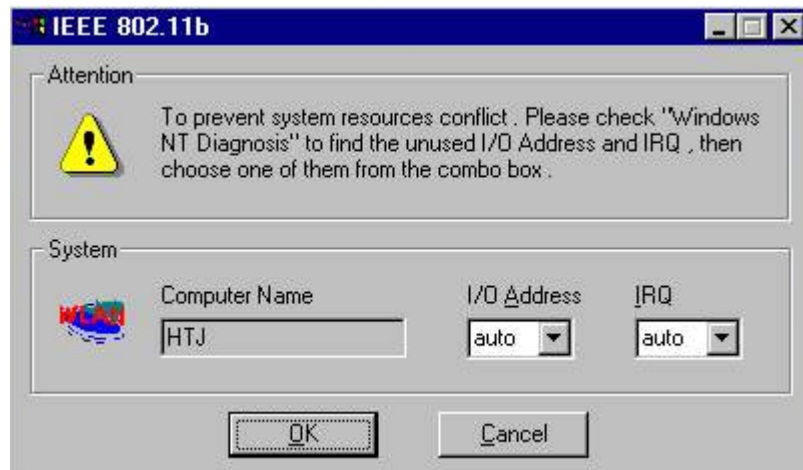 IEEE 802.11b
Attention
To prevent system resources conflict . Please check "Windows
NT Diagnosis" to find the unused I/O Address and IRQ , then
choose one of them from the combo box .
System
WLAN
Computer Name
I/O Address
IRQ
HTJ
auto
auto
OK
Cancel